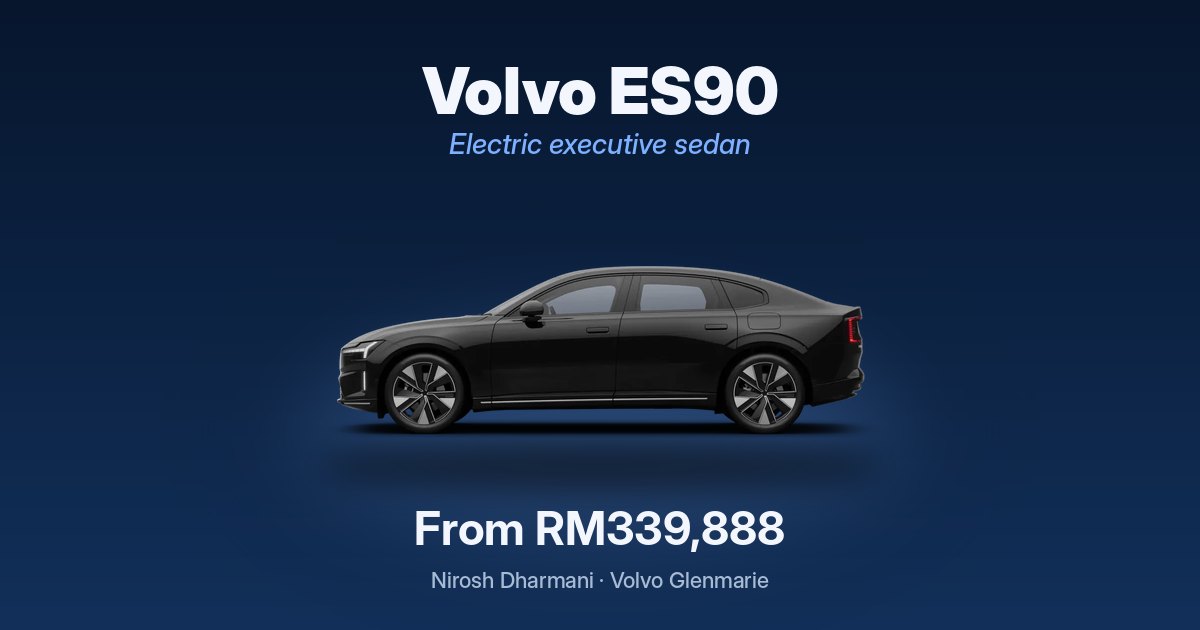 Volvo ES90
Electric executive sedan
From RM339,888
Nirosh Dharmani · Volvo Glenmarie